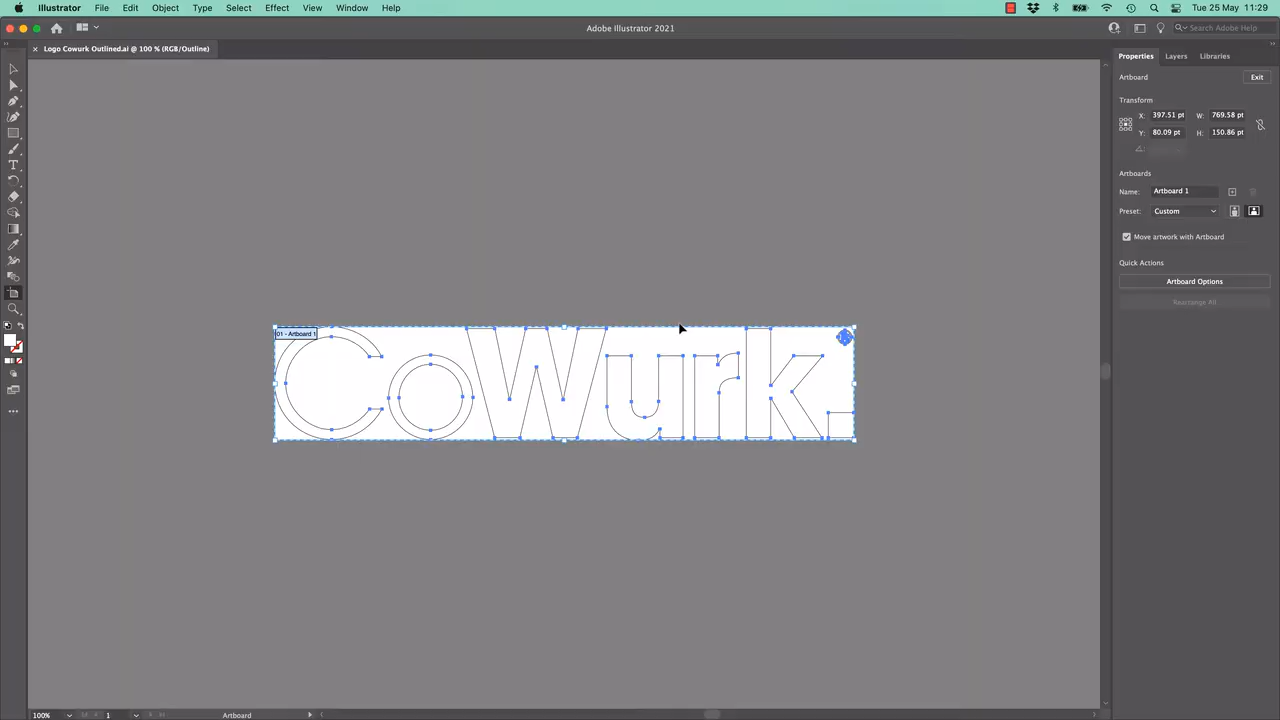 Illustrator File Edit Object Type Select Effect View Window Help Tue 25 May 11:29
Adobe Illustrator 2021 Search Adobe Help
× Logo Cowurk Outlined.ai @ 100 % (RGB/Outline)
Properties Layers Libraries
Artboard Exit
Transform
X: 397.51 pt W: 769.58 pt
Y: 80.09 pt H: 150.86 pt
Artboards
Name: Artboard 1
Preset: Custom
Move artwork with Artboard
Quick Actions
Artboard Options
Rearrange All
01 - Artboard 1
CoWurk.
100% 1 Artboard